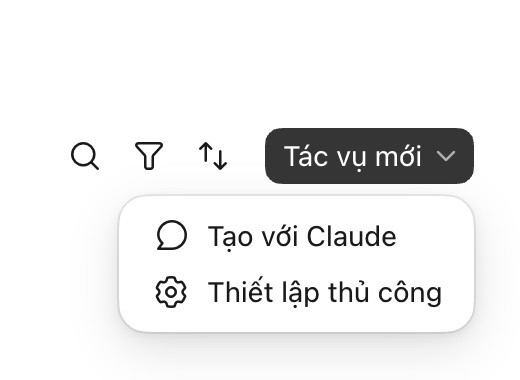 Tác vụ mới
Tạo với Claude
Thiết lập thủ công